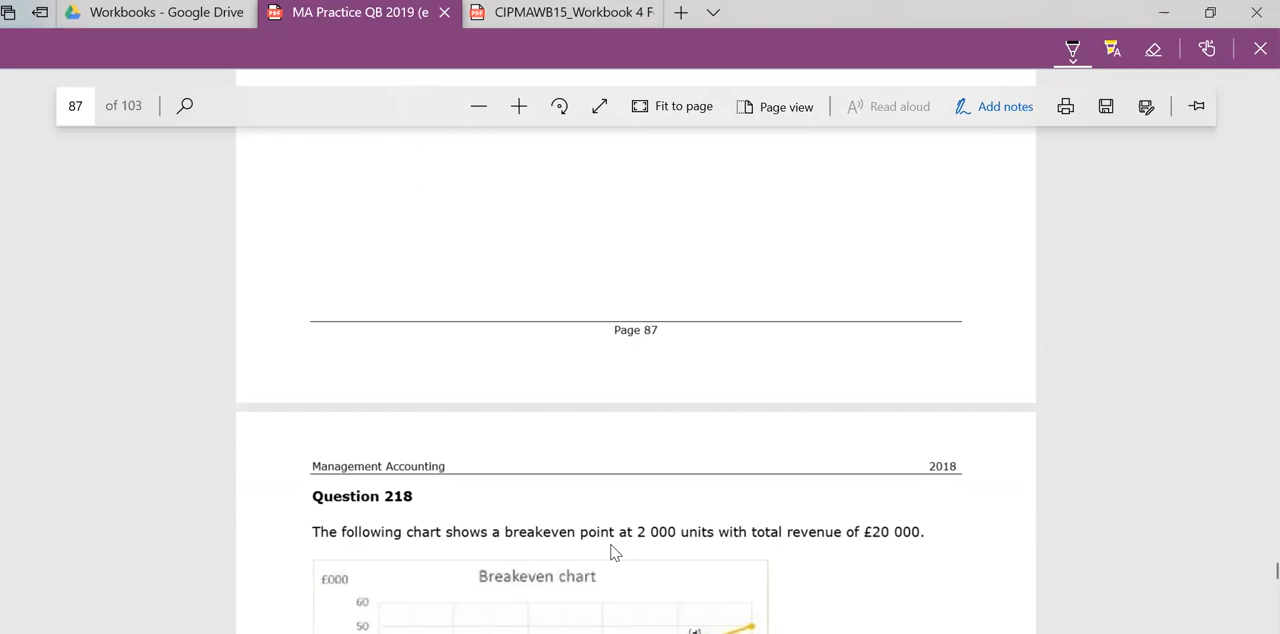 Workbooks - Google Drive
MA Practice QB 2019 (e
CIPMAWB15_Workbook 4 F
87 of 103
Fit to page
Page view
Read aloud
Add notes
Page 87
Management Accounting 2018
Question 218
The following chart shows a breakeven point at 2 000 units with total revenue of £20 000.
£000
Breakeven chart
60
50